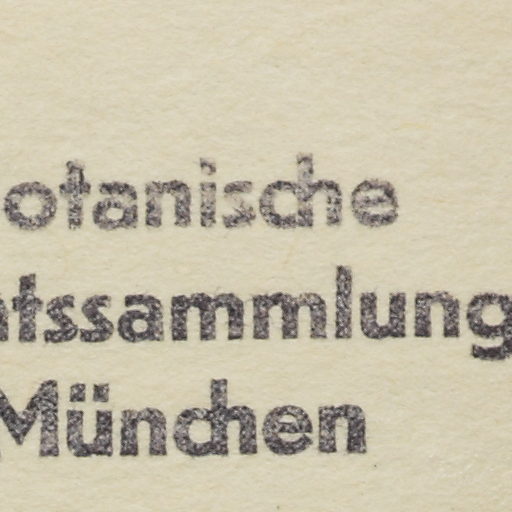 otanische
atssammlung
München